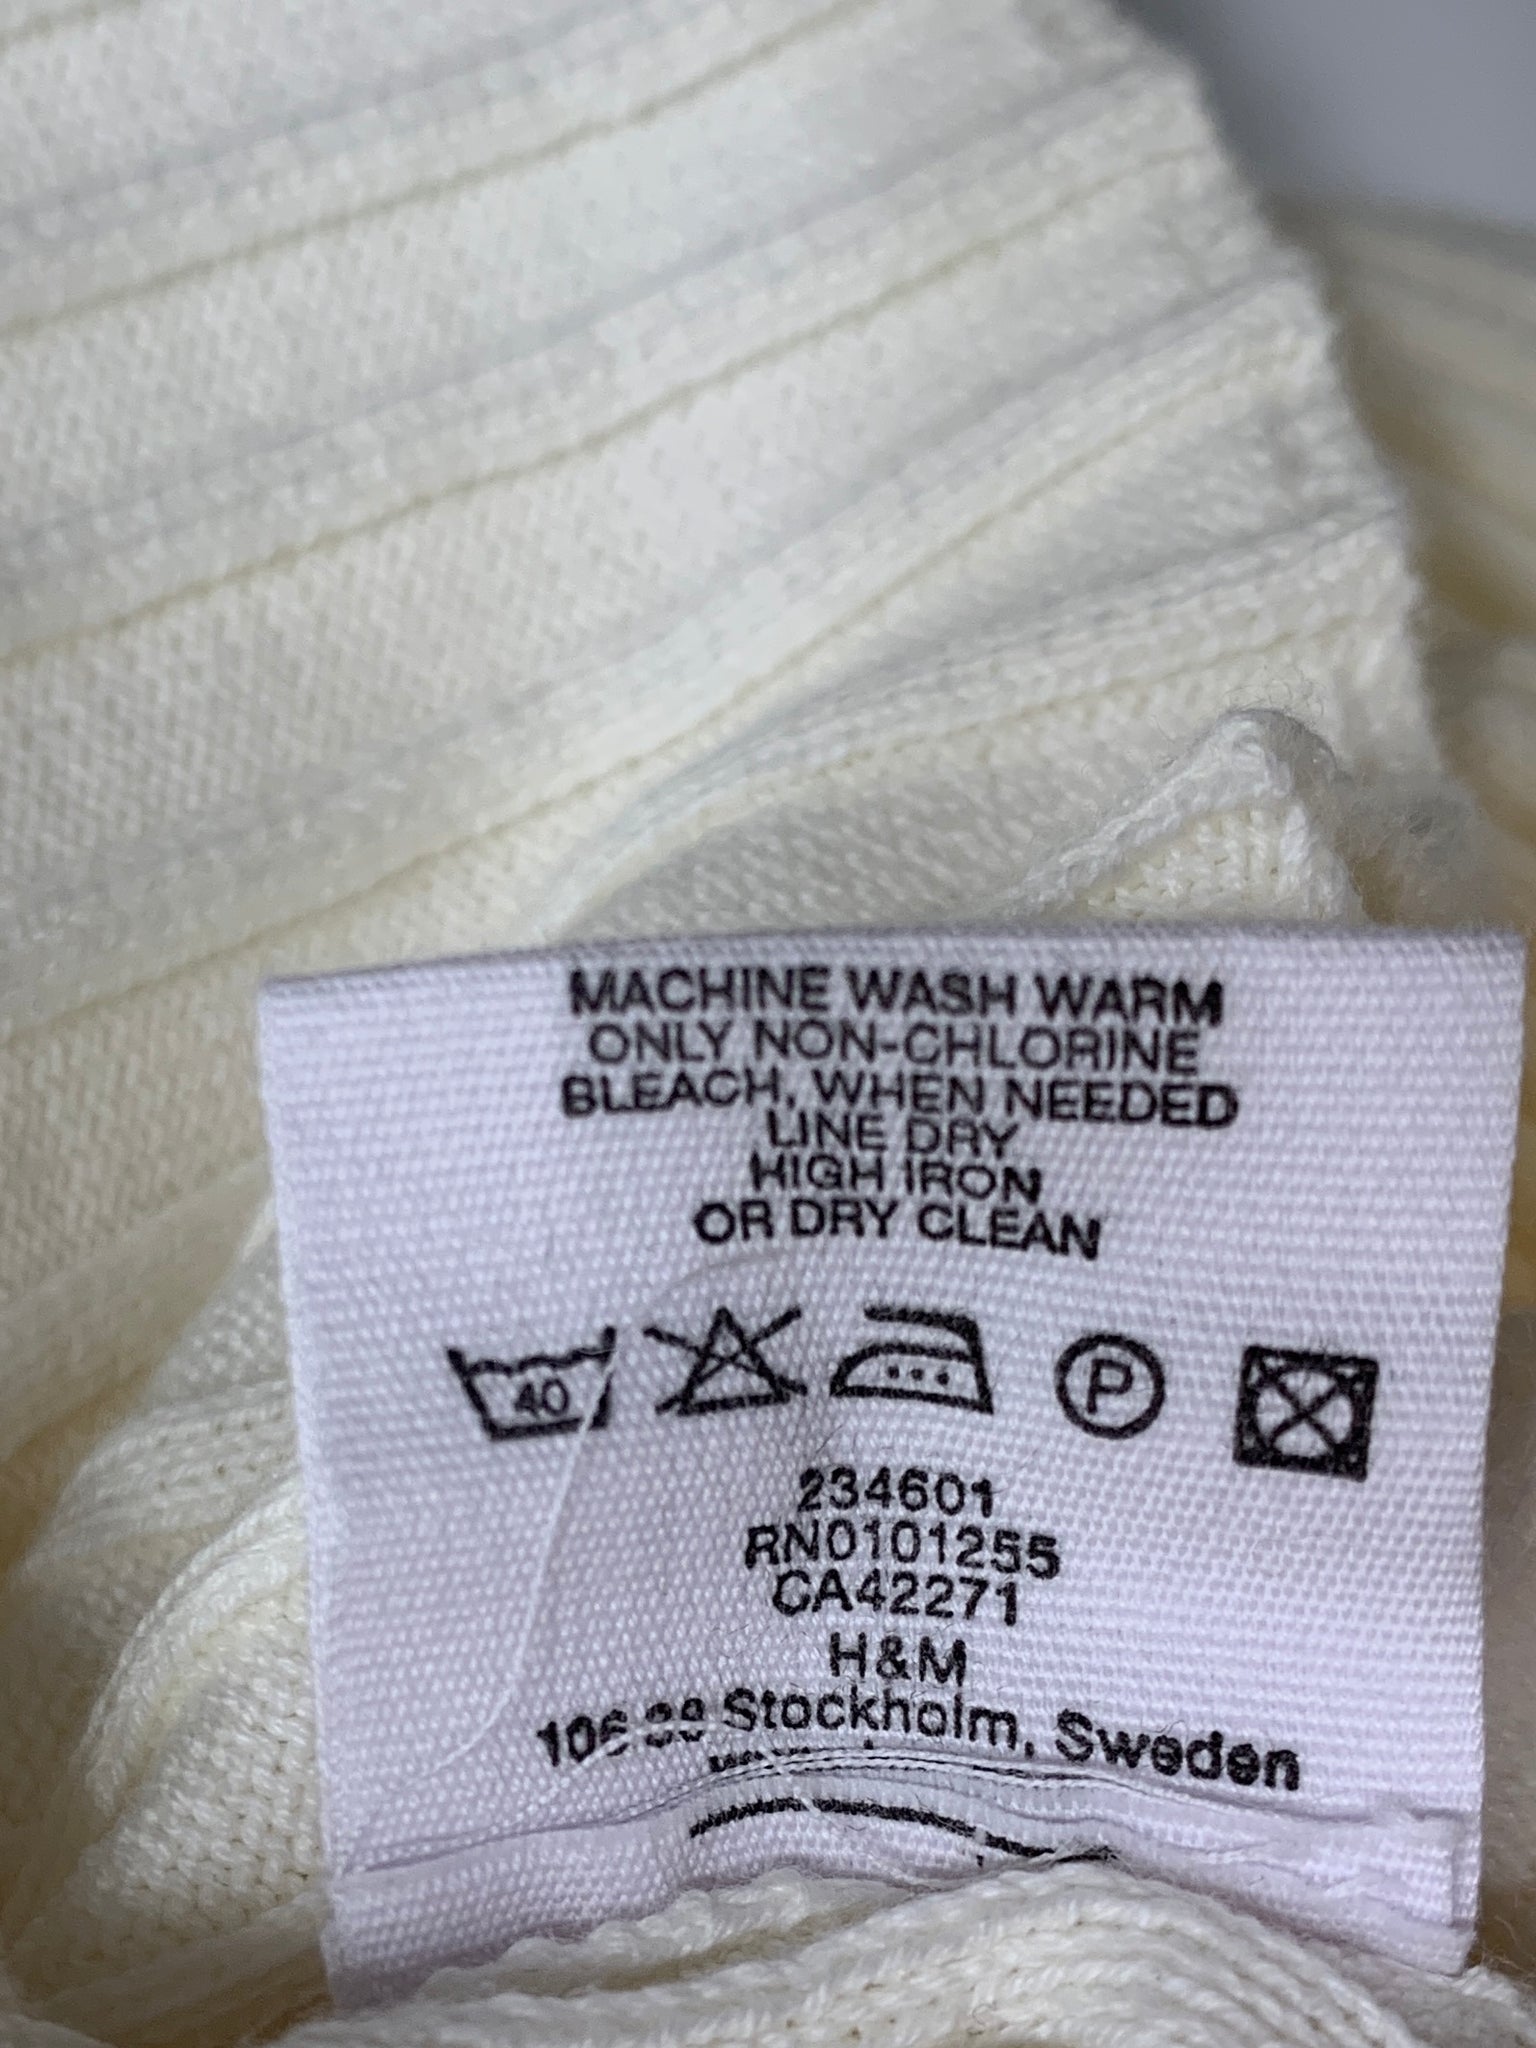 MACHINE WASH WARM
ONLY NON-CHLORINE
BLEACH, WHEN NEEDED
LINE DRY
HIGH IRON
OR DRY CLEAN
40
P
234601
RN0101255
CA42271
H&M
Stockholm, Sweden